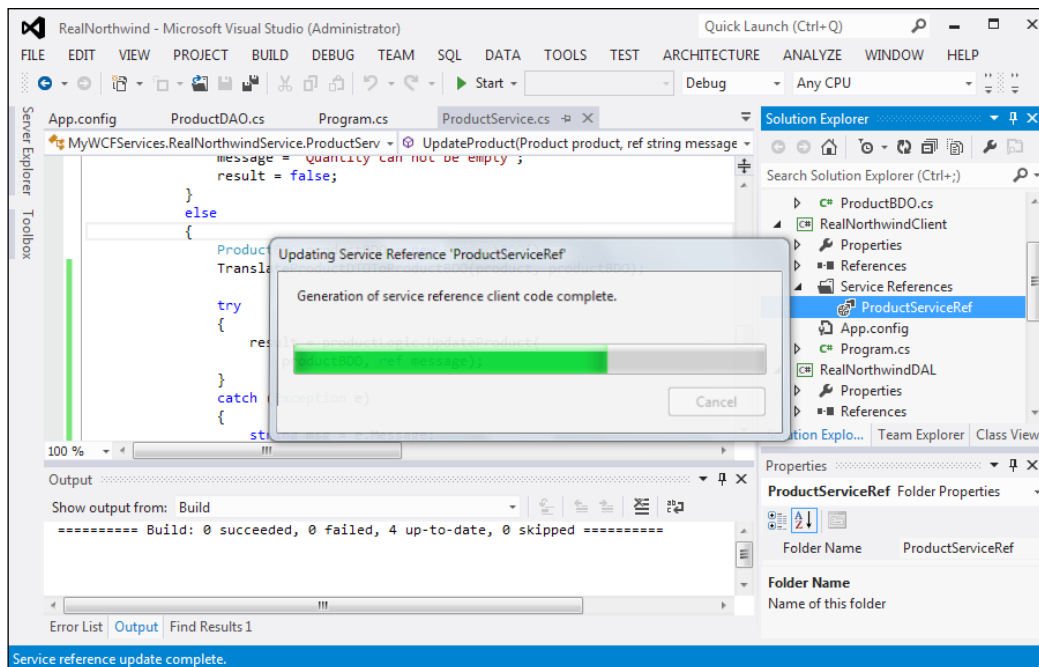 RealNorthwind - Microsoft Visual Studio (Administrator)
Quick Launch (Ctrl+Q)
FILE EDIT VIEW PROJECT BUILD DEBUG TEAM SQL DATA TOOLS TEST ARCHITECTURE ANALYZE WINDOW HELP
Start
Debug
Any CPU
Server Explorer
Toolbox
App.config ProductDAO.cs Program.cs ProductService.cs
MyWCFServices.RealNorthwindService.ProductServ
UpdateProduct(Product product, ref string message
message = "Quantity can not be empty";
result = false;
}
else
{
Product
Transla
try
{
res
productBDO, ref message);
}
catch (Exception e)
{
string msg = e.Message
100 %
Updating Service Reference 'ProductServiceRef'
Generation of service reference client code complete.
Cancel
Output
Show output from: Build
========== Build: 0 succeeded, 0 failed, 4 up-to-date, 0 skipped ==========
Error List Output Find Results 1
Solution Explorer
Search Solution Explorer (Ctrl+;)
C# ProductBDO.cs
C# RealNorthwindClient
Properties
References
Service References
ProductServiceRef
App.config
C# Program.cs
C# RealNorthwindDAL
Properties
References
ution Explo... Team Explorer Class View
Properties
ProductServiceRef Folder Properties
Folder Name ProductServiceRef
Folder Name
Name of this folder
Service reference update complete.